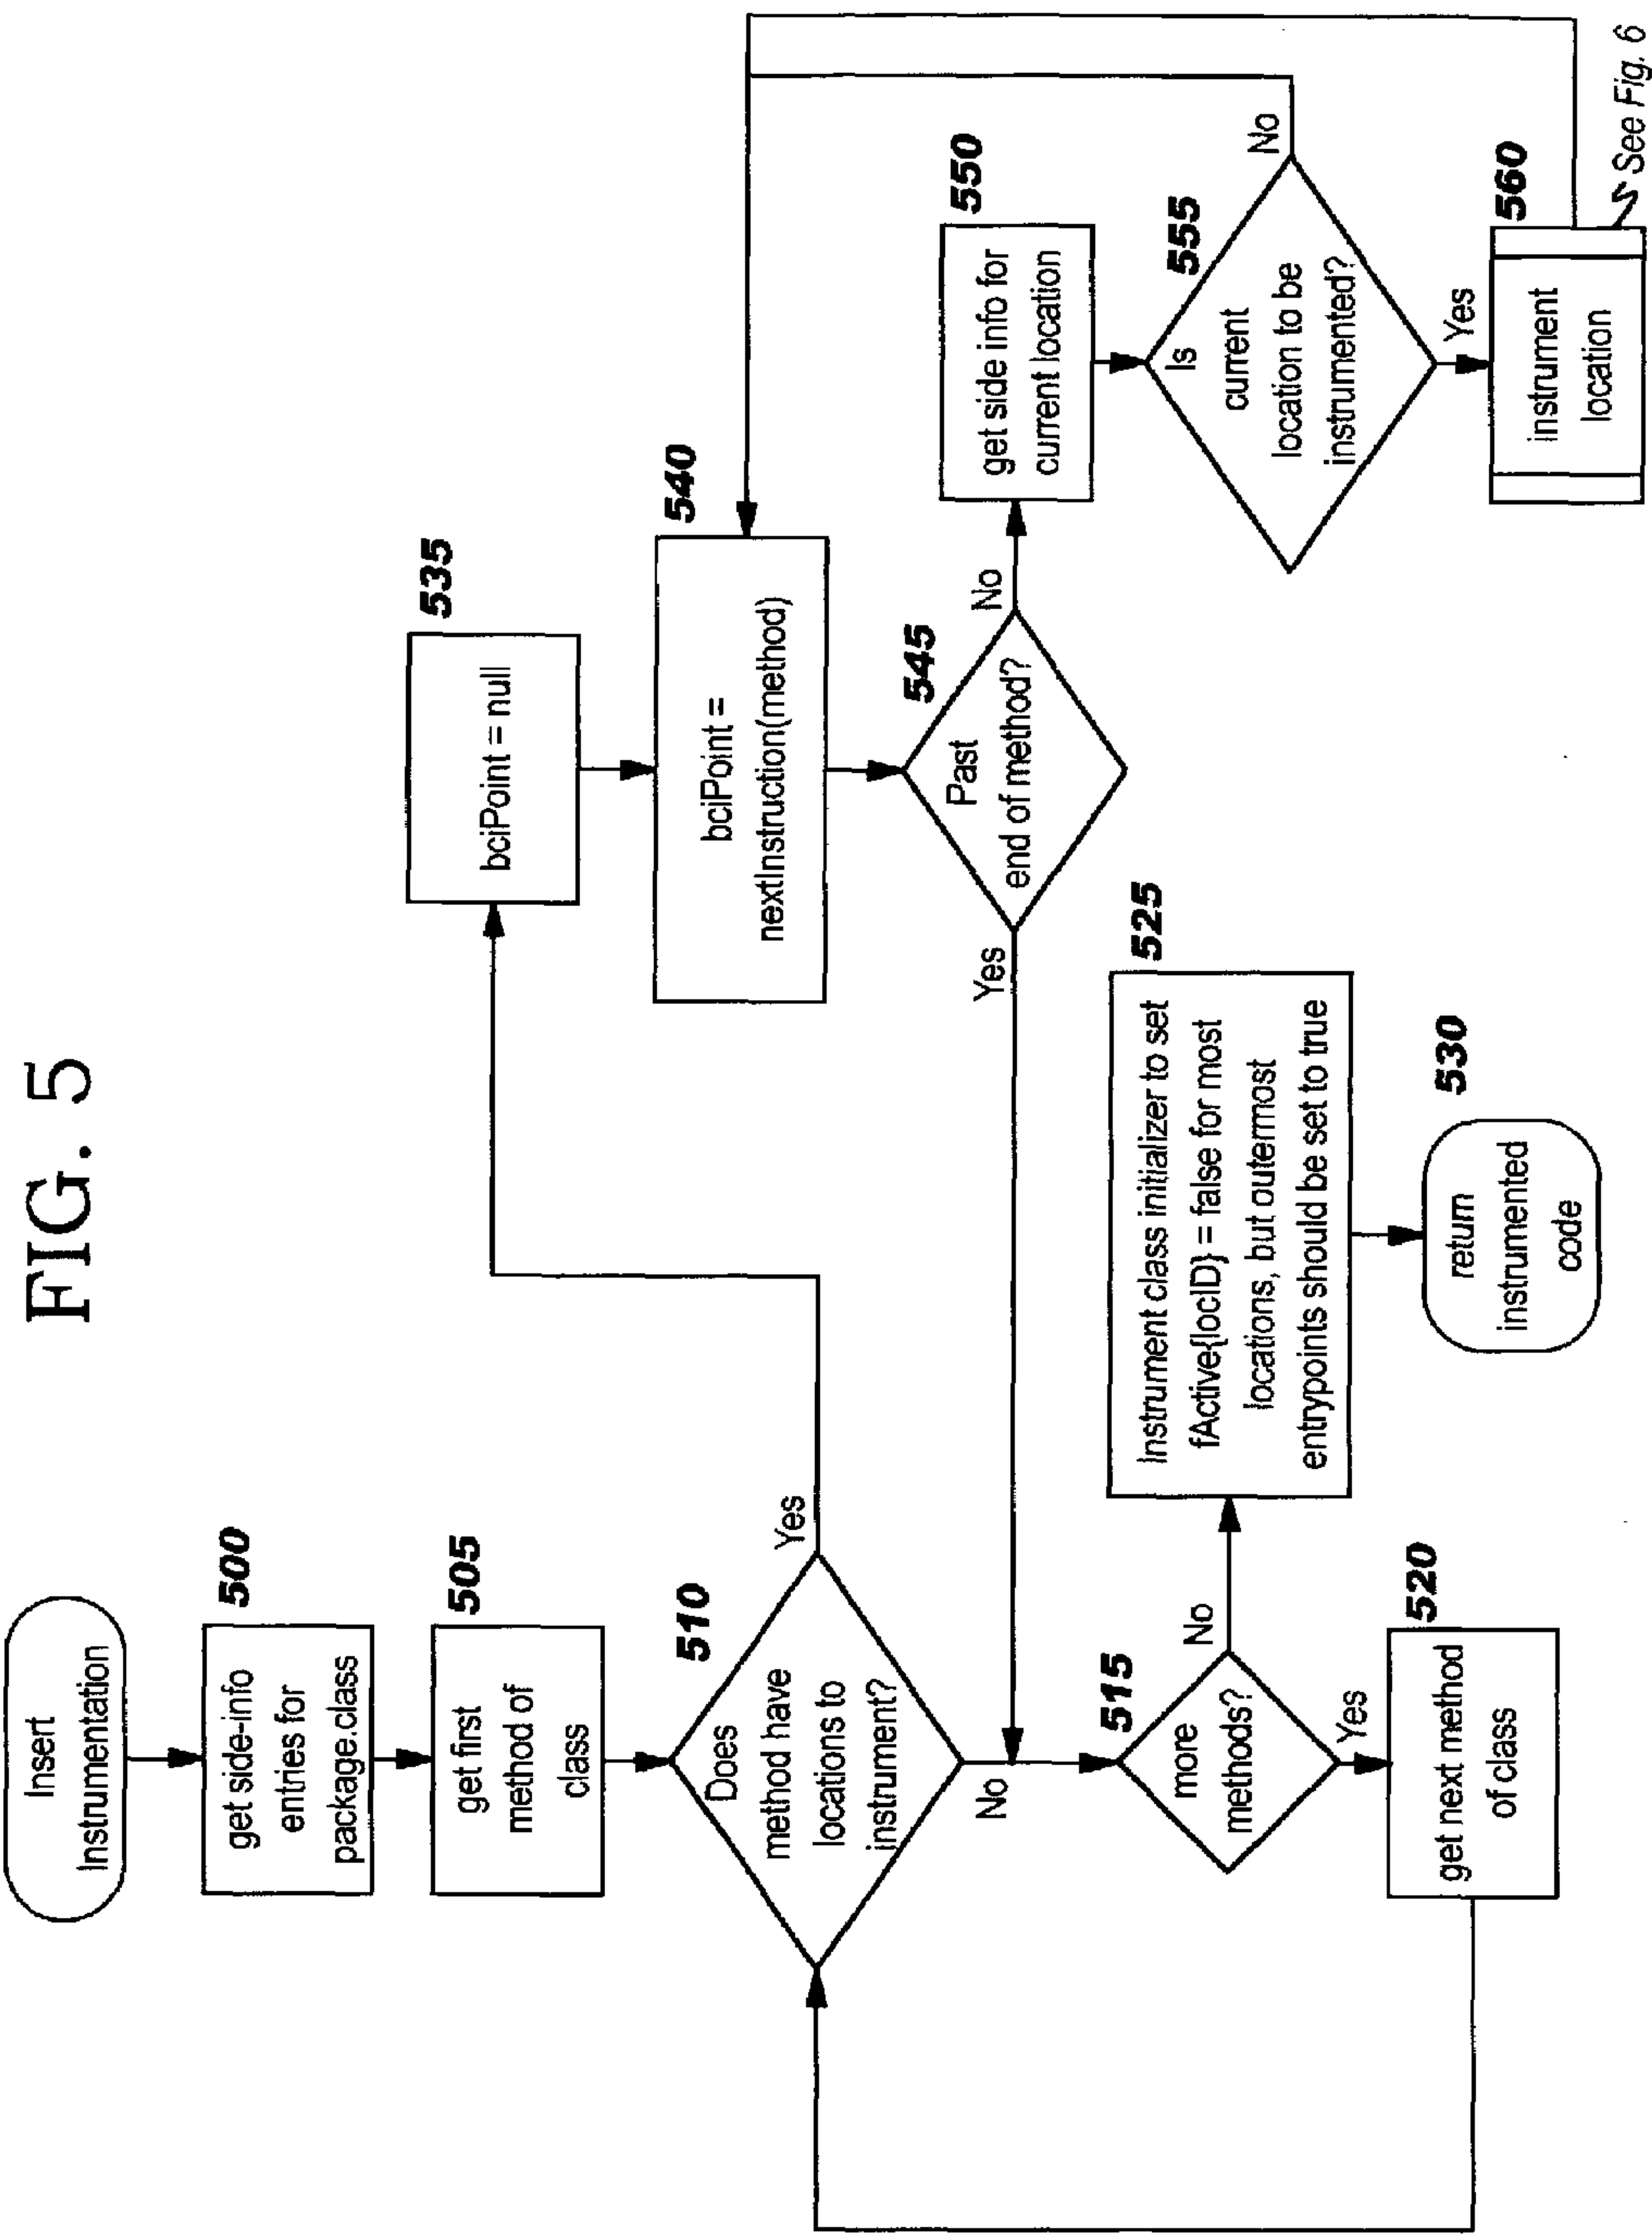 FIG. 5
Insert
Instrumentation
500
get side-info
entries for
package.class
505
get first
method of
class
510
Does
method have
locations to
instrument?
Yes
No
515
more
methods?
No
Yes
520
get next method
of class
525
Instrument class initializer to set
fActive{locID} = false for most
locations, but outermost
entrypoints should be set to true
530
return
instrumented
code
535
bciPoint = null
540
bciPoint =
nextInstruction(method)
545
Past
end of method?
Yes
No
550
get side info for
current location
555
Is
current
location to be
instrumented?
No
Yes
560
instrument
location
See Fig. 6